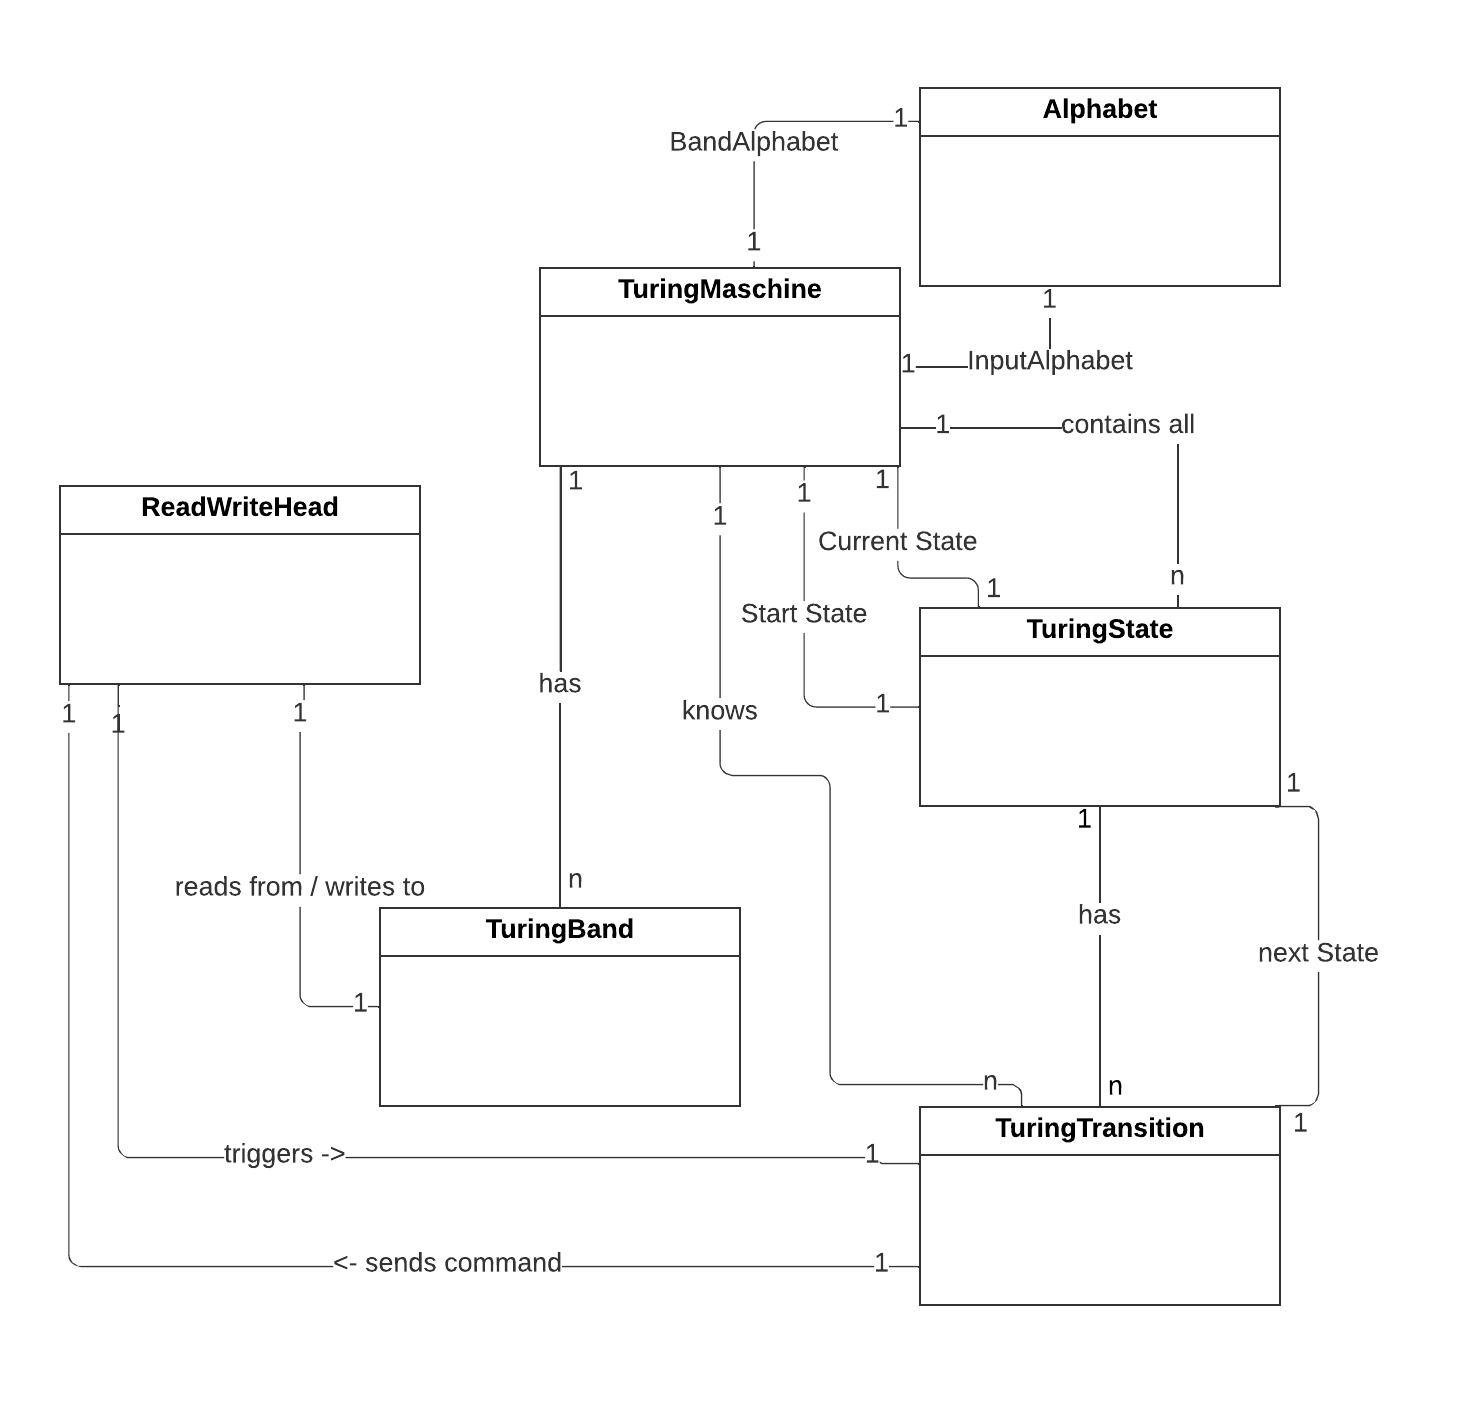 Alphabet
1
BandAlphabet
1
TuringMaschine
1
InputAlphabet
1
1
contains all
n
1
1
1
1
Current State
1
Start State
1
has
knows
n
ReadWriteHead
1
1
1
reads from / writes to
1
TuringState
1
1
has
next State
n
n
1
TuringBand
TuringTransition
triggers ->
1
<- sends command
1